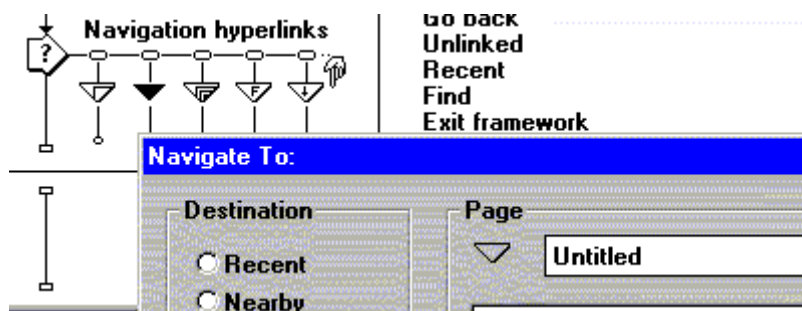 Navigation hyperlinks
?
F
Go back
Unlinked
Recent
Find
Exit framework
Navigate To:
Destination
Recent
Nearby
Page
Untitled